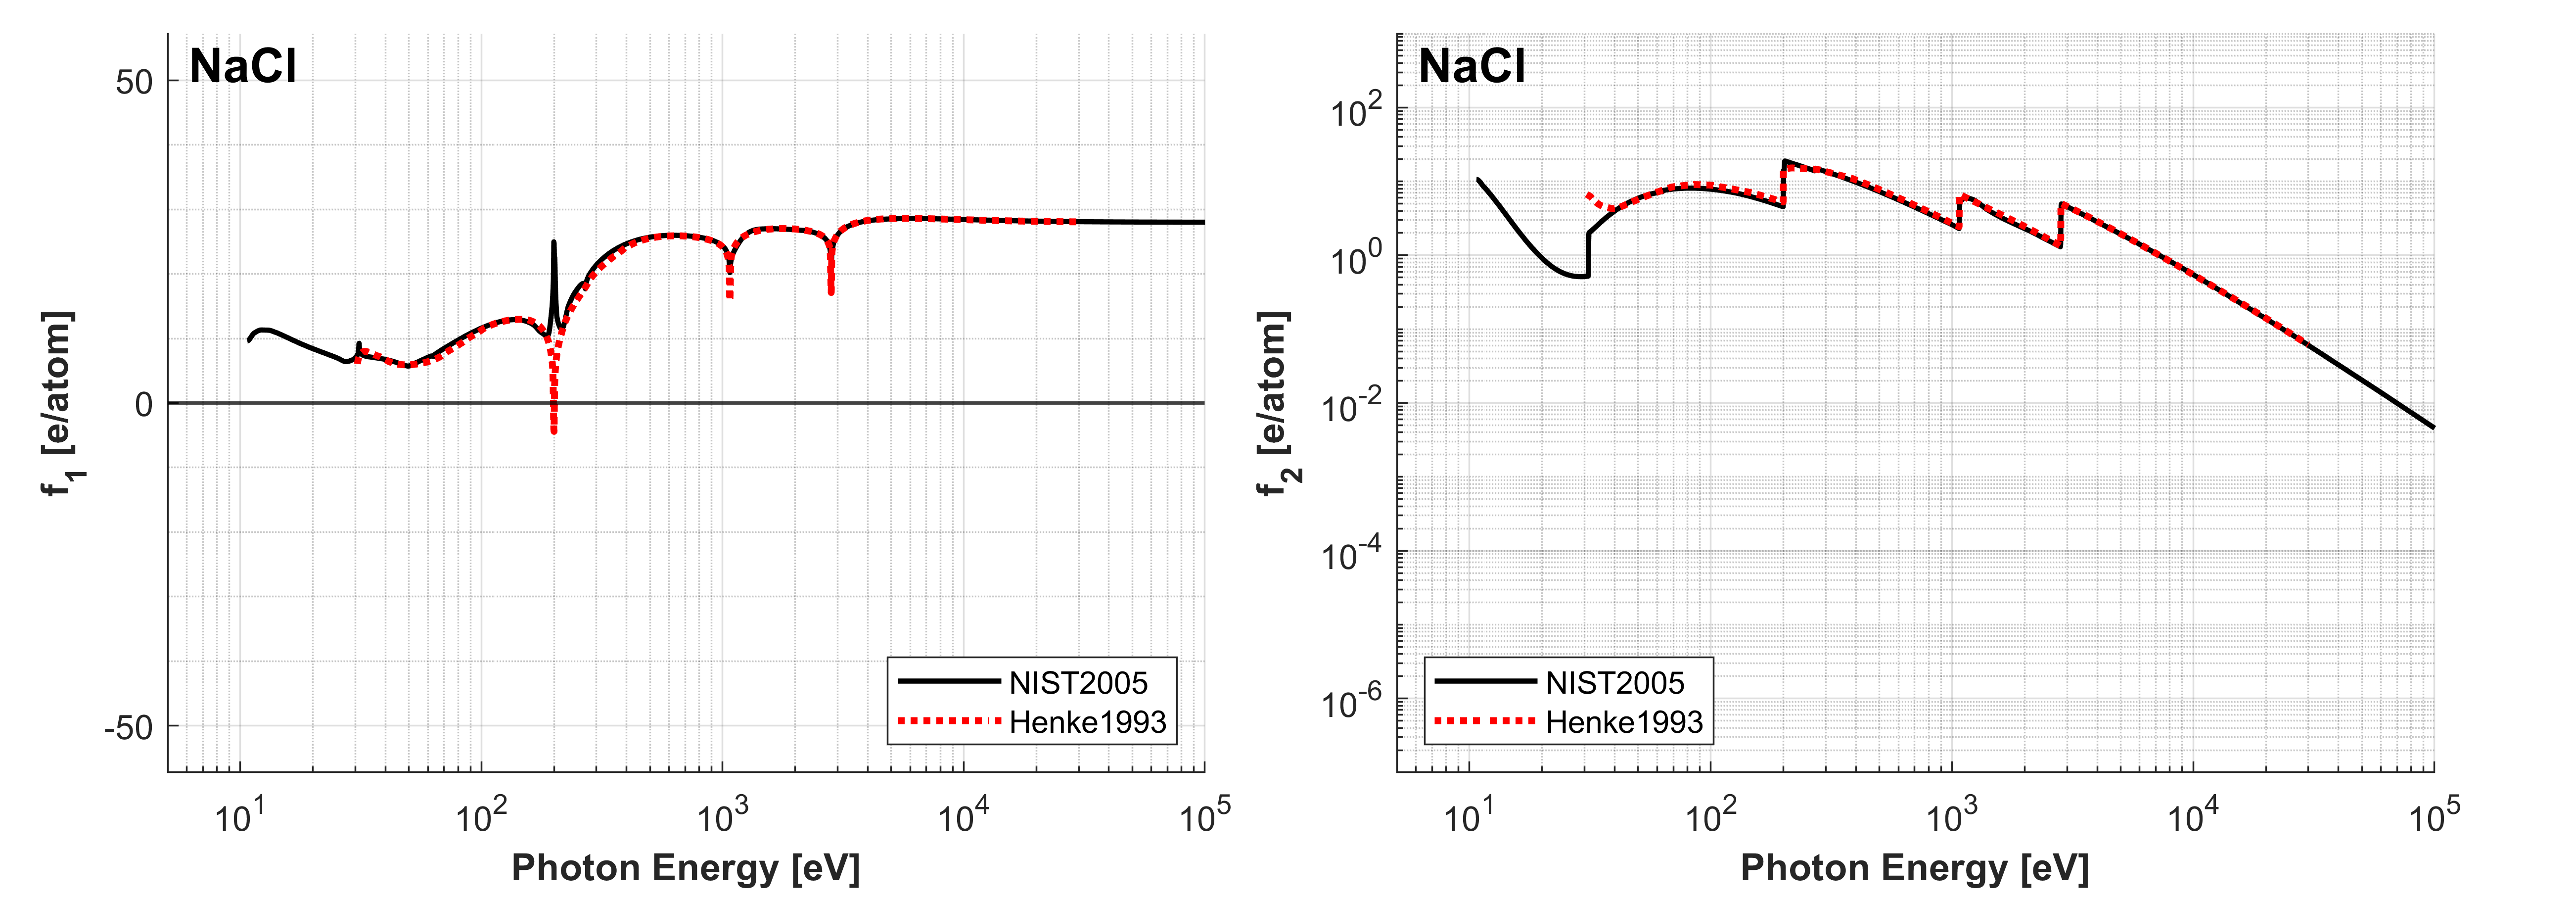 NaCl
50
0
-50
f1 [e/atom]
10^1
10^2
10^3
10^4
10^5
Photon Energy [eV]
NIST2005
Henke1993
NaCl
10^2
10^0
10^-2
10^-4
10^-6
f2 [e/atom]
10^1
10^2
10^3
10^4
10^5
Photon Energy [eV]
NIST2005
Henke1993